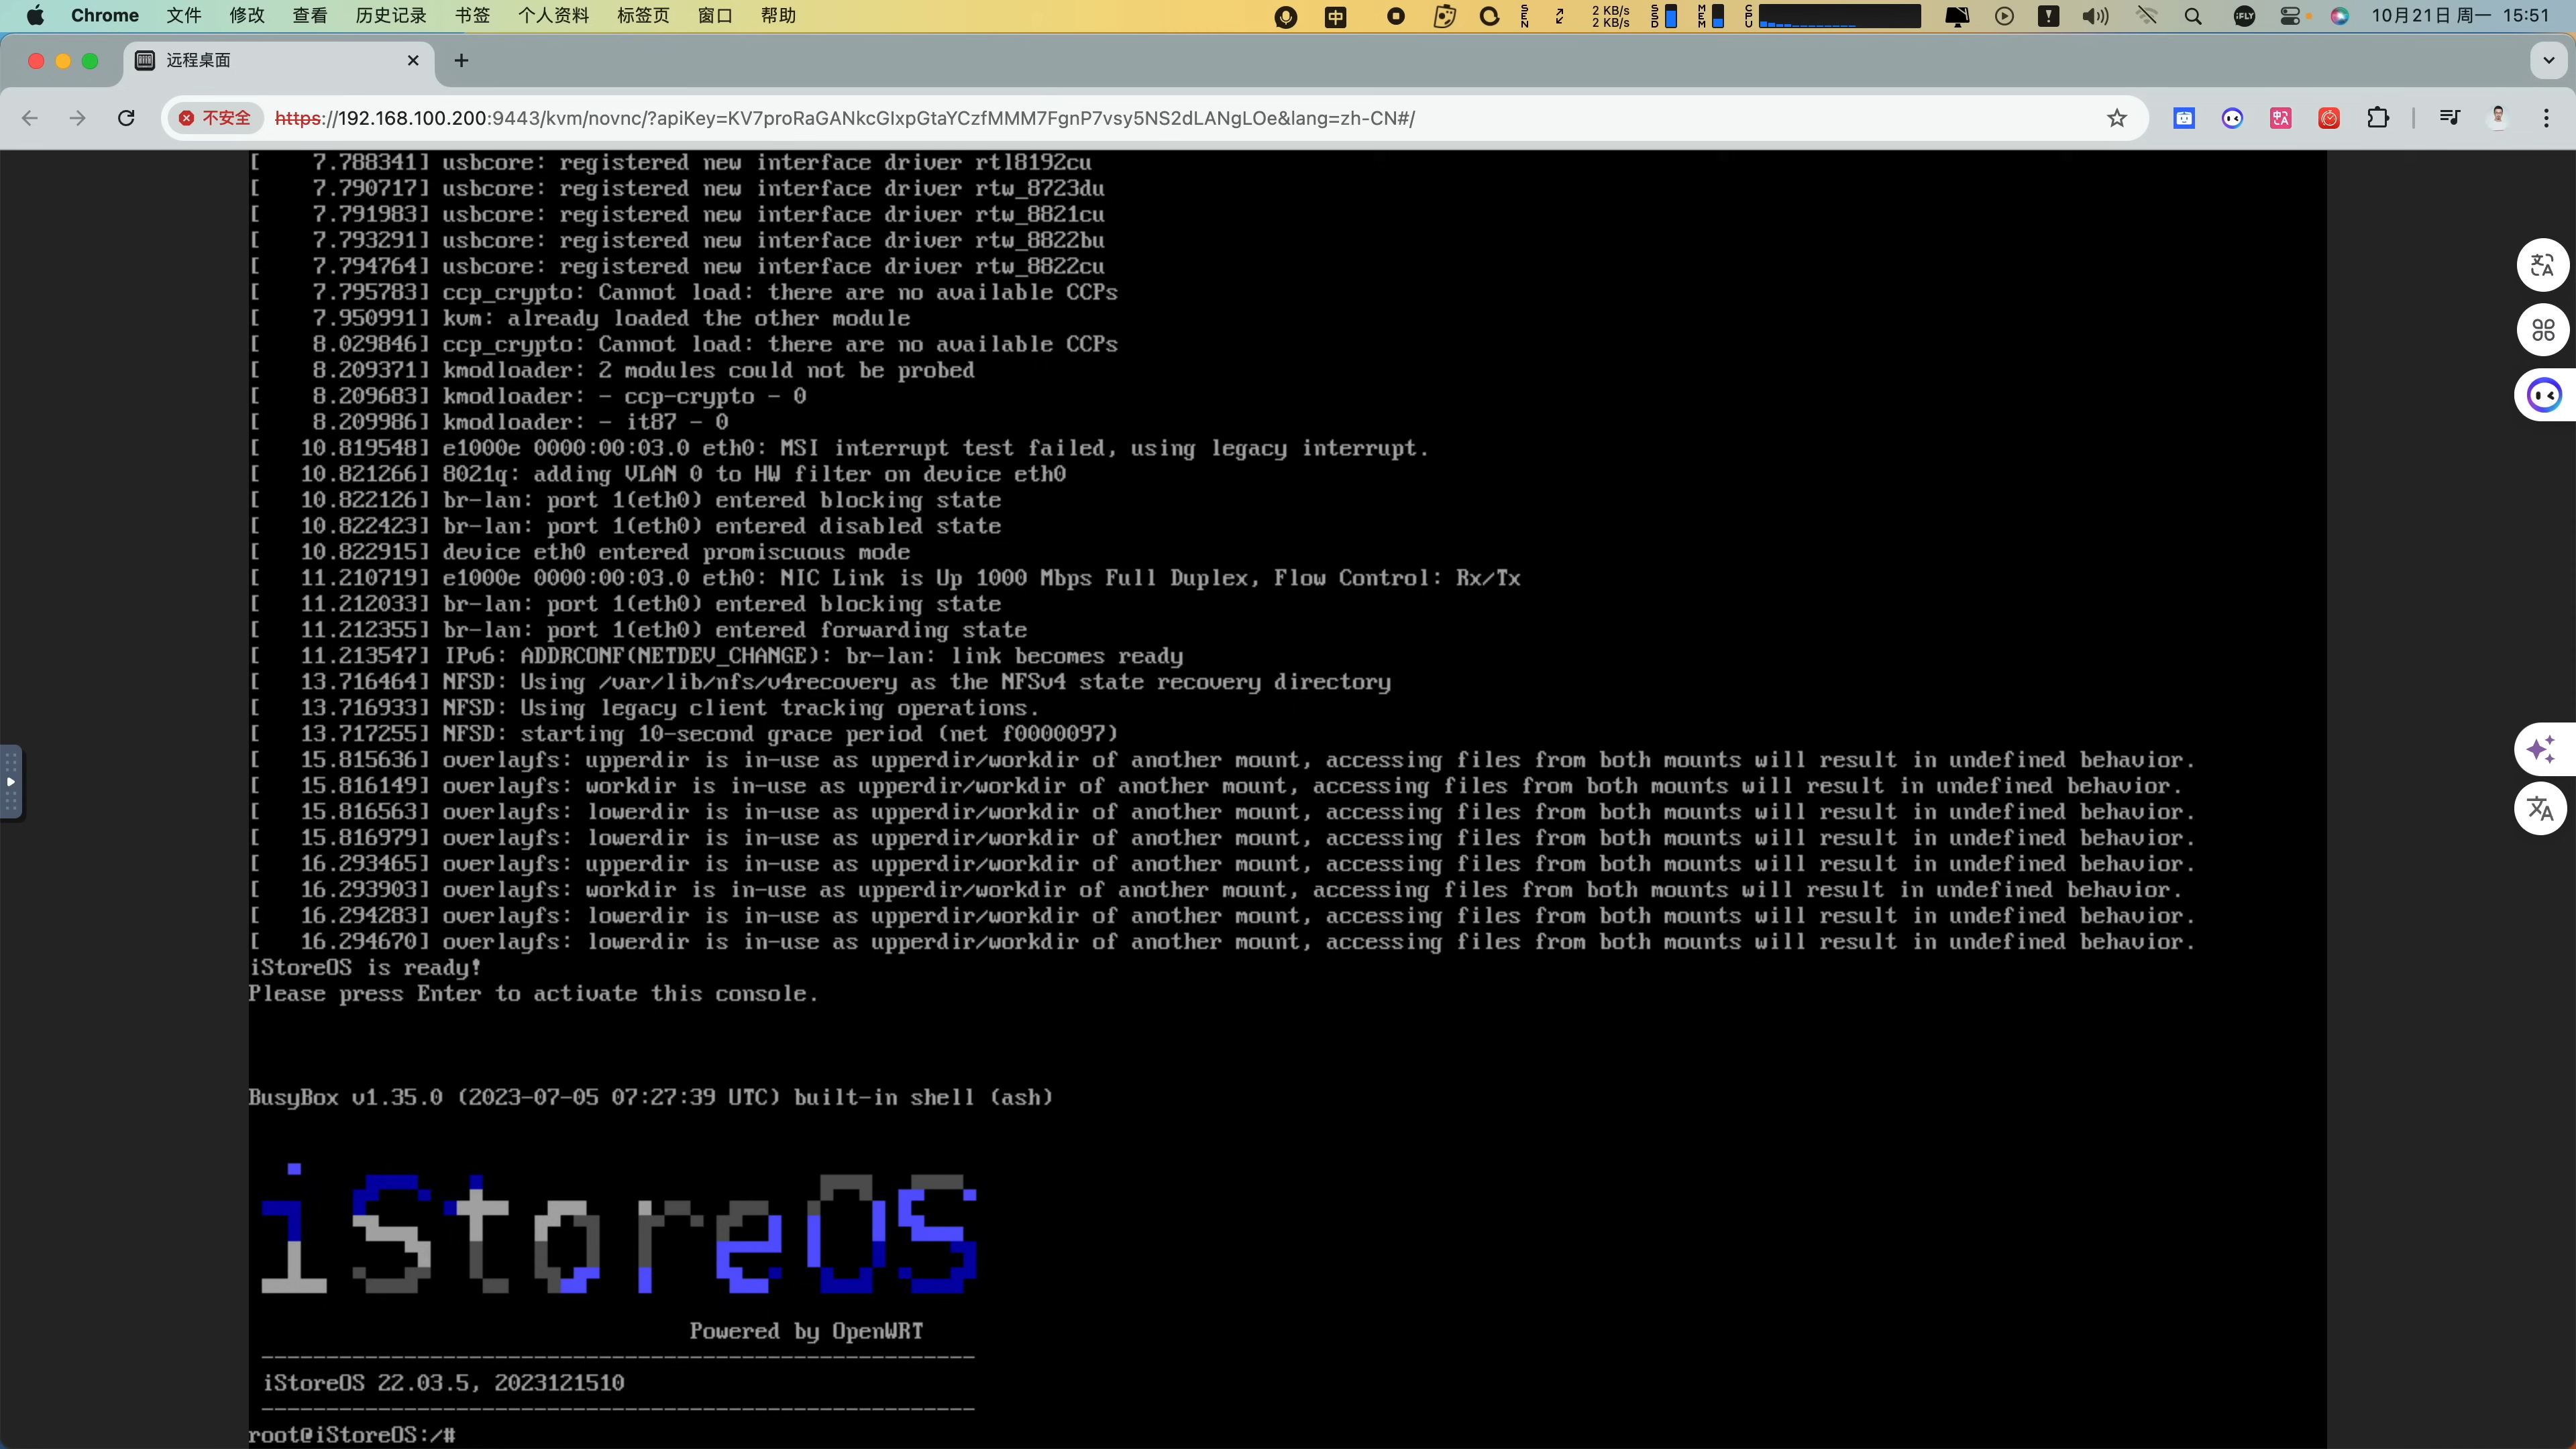 Chrome 文件 修改 查看 历史记录 书签 个人资料 标签页 窗口 帮助 中 SEN 2 KB/s 2 KB/s SSD MEM CPU iFLY 10月21日 周一 15:51
远程桌面
不安全 https://192.168.100.200:9443/kvm/novnc/?apiKey=KV7proRaGANkcGIxpGtaYCzfMMM7FgnP7vsy5NS2dLANgLOe&lang=zh-CN#/
[    7.788341] usbcore: registered new interface driver rtl8192cu
[    7.790717] usbcore: registered new interface driver rtw_8723du
[    7.791983] usbcore: registered new interface driver rtw_8821cu
[    7.793291] usbcore: registered new interface driver rtw_8822bu
[    7.794764] usbcore: registered new interface driver rtw_8822cu
[    7.795783] ccp_crypto: Cannot load: there are no available CCPs
[    7.950991] kvm: already loaded the other module
[    8.029846] ccp_crypto: Cannot load: there are no available CCPs
[    8.209371] kmodloader: 2 modules could not be probed
[    8.209683] kmodloader: - ccp-crypto - 0
[    8.209986] kmodloader: - it87 - 0
[   10.819548] e1000e 0000:00:03.0 eth0: MSI interrupt test failed, using legacy interrupt.
[   10.821266] 8021q: adding VLAN 0 to HW filter on device eth0
[   10.822126] br-lan: port 1(eth0) entered blocking state
[   10.822423] br-lan: port 1(eth0) entered disabled state
[   10.822915] device eth0 entered promiscuous mode
[   11.210719] e1000e 0000:00:03.0 eth0: NIC Link is Up 1000 Mbps Full Duplex, Flow Control: Rx/Tx
[   11.212033] br-lan: port 1(eth0) entered blocking state
[   11.212355] br-lan: port 1(eth0) entered forwarding state
[   11.213547] IPv6: ADDRCONF(NETDEV_CHANGE): br-lan: link becomes ready
[   13.716464] NFSD: Using /var/lib/nfs/v4recovery as the NFSv4 state recovery directory
[   13.716933] NFSD: Using legacy client tracking operations.
[   13.717255] NFSD: starting 10-second grace period (net f0000097)
[   15.815636] overlayfs: upperdir is in-use as upperdir/workdir of another mount, accessing files from both mounts will result in undefined behavior.
[   15.816149] overlayfs: workdir is in-use as upperdir/workdir of another mount, accessing files from both mounts will result in undefined behavior.
[   15.816563] overlayfs: lowerdir is in-use as upperdir/workdir of another mount, accessing files from both mounts will result in undefined behavior.
[   15.816979] overlayfs: lowerdir is in-use as upperdir/workdir of another mount, accessing files from both mounts will result in undefined behavior.
[   16.293465] overlayfs: upperdir is in-use as upperdir/workdir of another mount, accessing files from both mounts will result in undefined behavior.
[   16.293903] overlayfs: workdir is in-use as upperdir/workdir of another mount, accessing files from both mounts will result in undefined behavior.
[   16.294283] overlayfs: lowerdir is in-use as upperdir/workdir of another mount, accessing files from both mounts will result in undefined behavior.
[   16.294670] overlayfs: lowerdir is in-use as upperdir/workdir of another mount, accessing files from both mounts will result in undefined behavior.
iStoreOS is ready!
Please press Enter to activate this console.
BusyBox v1.35.0 (2023-07-05 07:27:39 UTC) built-in shell (ash)
iStoreOS
Powered by OpenWRT
-------------------------------------------------------
iStoreOS 22.03.5, 2023121510
-------------------------------------------------------
root@iStoreOS:/#